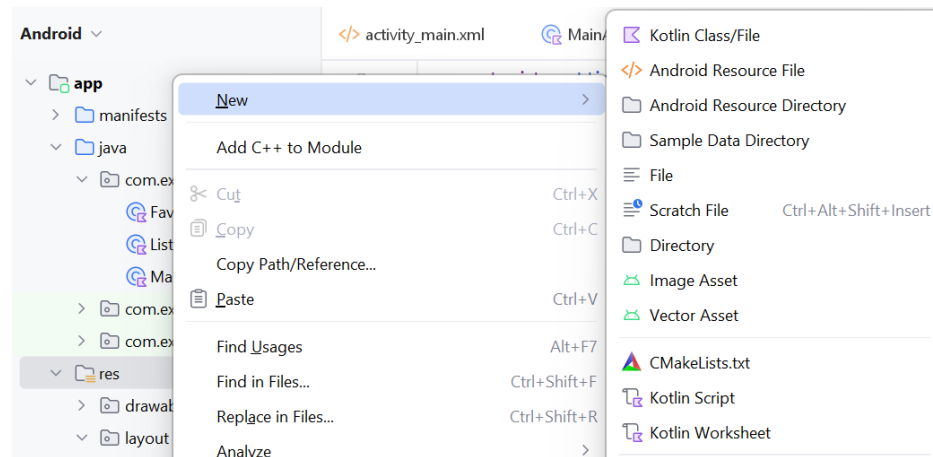 Android
activity_main.xml
MainA
app
manifests
java
com.ex
Fav
List
Ma
com.ex
com.ex
res
drawab
layout
New
Add C++ to Module
Cut Ctrl+X
Copy Ctrl+C
Copy Path/Reference...
Paste Ctrl+V
Find Usages Alt+F7
Find in Files... Ctrl+Shift+F
Replace in Files... Ctrl+Shift+R
Analyze
Kotlin Class/File
Android Resource File
Android Resource Directory
Sample Data Directory
File
Scratch File Ctrl+Alt+Shift+Insert
Directory
Image Asset
Vector Asset
CMakeLists.txt
Kotlin Script
Kotlin Worksheet